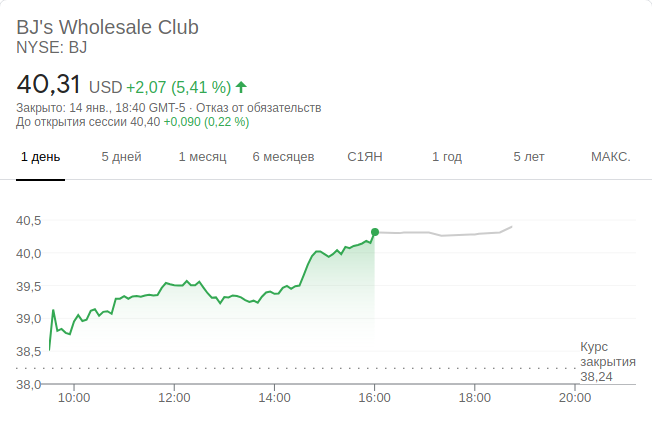 BJ's Wholesale Club
NYSE: BJ
40,31 USD +2,07 (5,41 %)
Закрыто: 14 янв., 18:40 GMT-5 · Отказ от обязательств
До открытия сессии 40,40 +0,090 (0,22 %)
1 день 5 дней 1 месяц 6 месяцев С1ЯН 1 год 5 лет МАКС.
40,5
40,0
39,5
39,0
38,5
38,0
Курс
закрытия
38,24
10:00 12:00 14:00 16:00 18:00 20:00